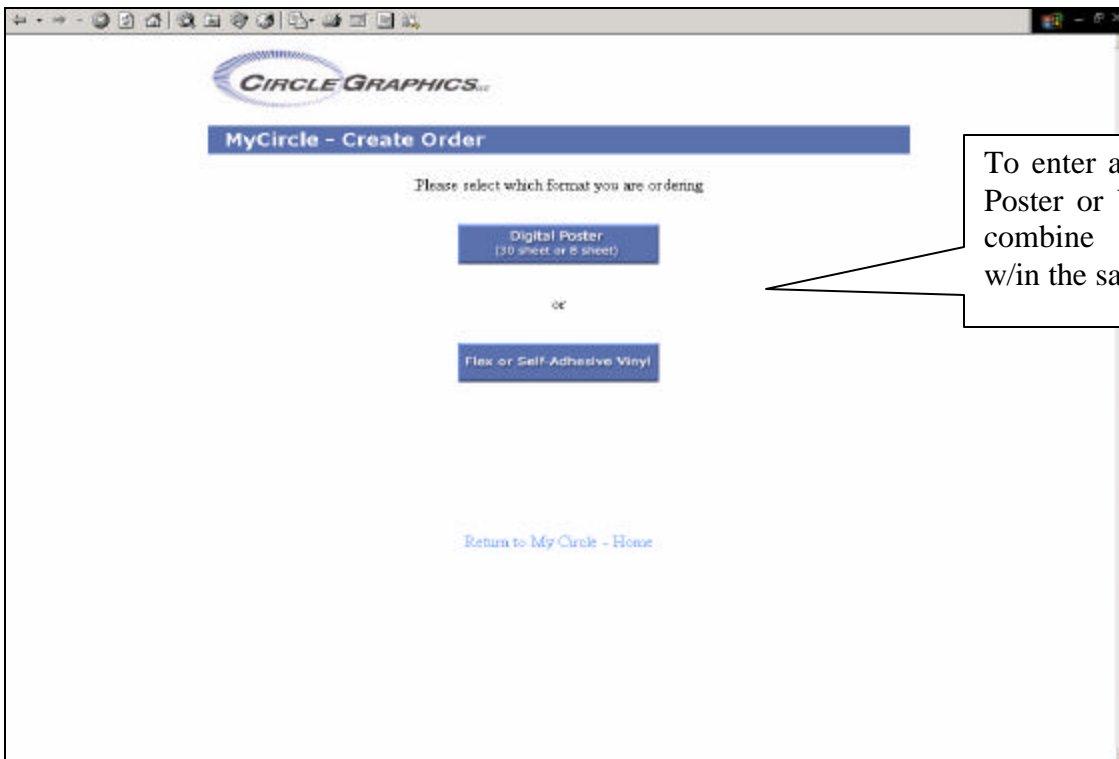 CIRCLE GRAPHICS LLC
MyCircle - Create Order
Please select which format you are ordering
Digital Poster
(30 sheet or 8 sheet)
or
Flex or Self-Adhesive Vinyl
Return to My Circle - Home
To enter a
Poster or
combine
w/in the sa